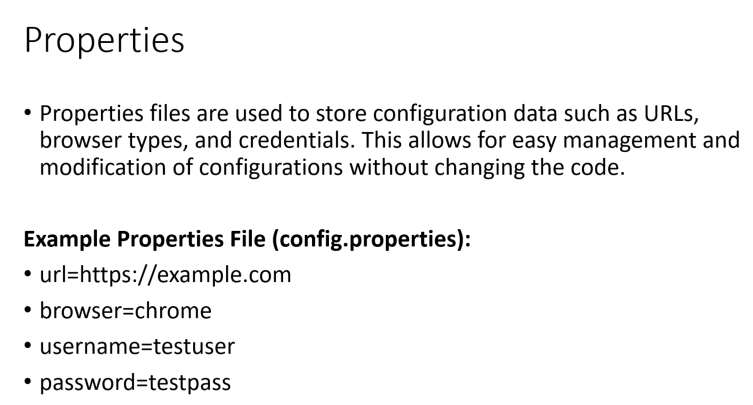 Properties
• Properties files are used to store configuration data such as URLs,
browser types, and credentials. This allows for easy management and
modification of configurations without changing the code.
Example Properties File (config.properties):
• url=https://example.com
• browser=chrome
• username=testuser
• password=testpass